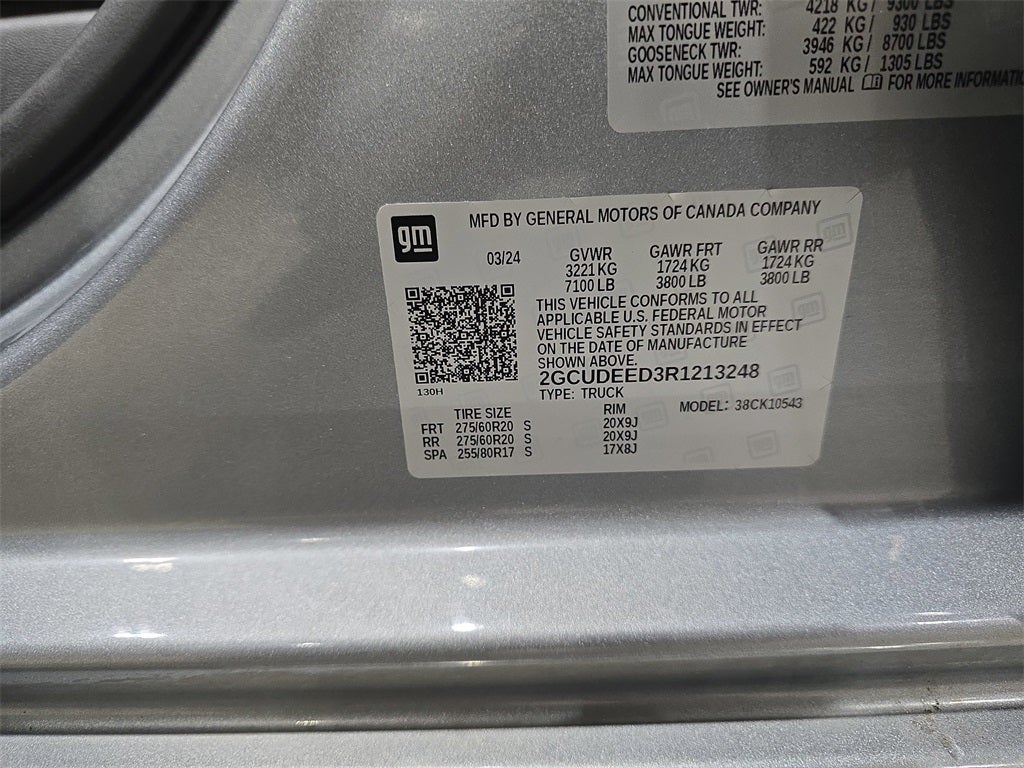 CONVENTIONAL TWR: 4218 KG/ 9300 LBS
MAX TONGUE WEIGHT: 422 KG/ 930 LBS
GOOSENECK TWR: 3946 KG/ 8700 LBS
MAX TONGUE WEIGHT: 592 KG/ 1305 LBS
SEE OWNER'S MANUAL FOR MORE INFORMATIO
gm
MFD BY GENERAL MOTORS OF CANADA COMPANY
03/24 GVWR GAWR FRT GAWR RR
3221 KG 1724 KG 1724 KG
7100 LB 3800 LB 3800 LB
THIS VEHICLE CONFORMS TO ALL
APPLICABLE U.S. FEDERAL MOTOR
VEHICLE SAFETY STANDARDS IN EFFECT
ON THE DATE OF MANUFACTURE
SHOWN ABOVE.
2GCUDEED3R1213248
130H
TYPE: TRUCK MODEL: 38CK10543
TIRE SIZE RIM
FRT 275/60R20 S 20X9J
RR 275/60R20 S 20X9J
SPA 255/80R17 S 17X8J